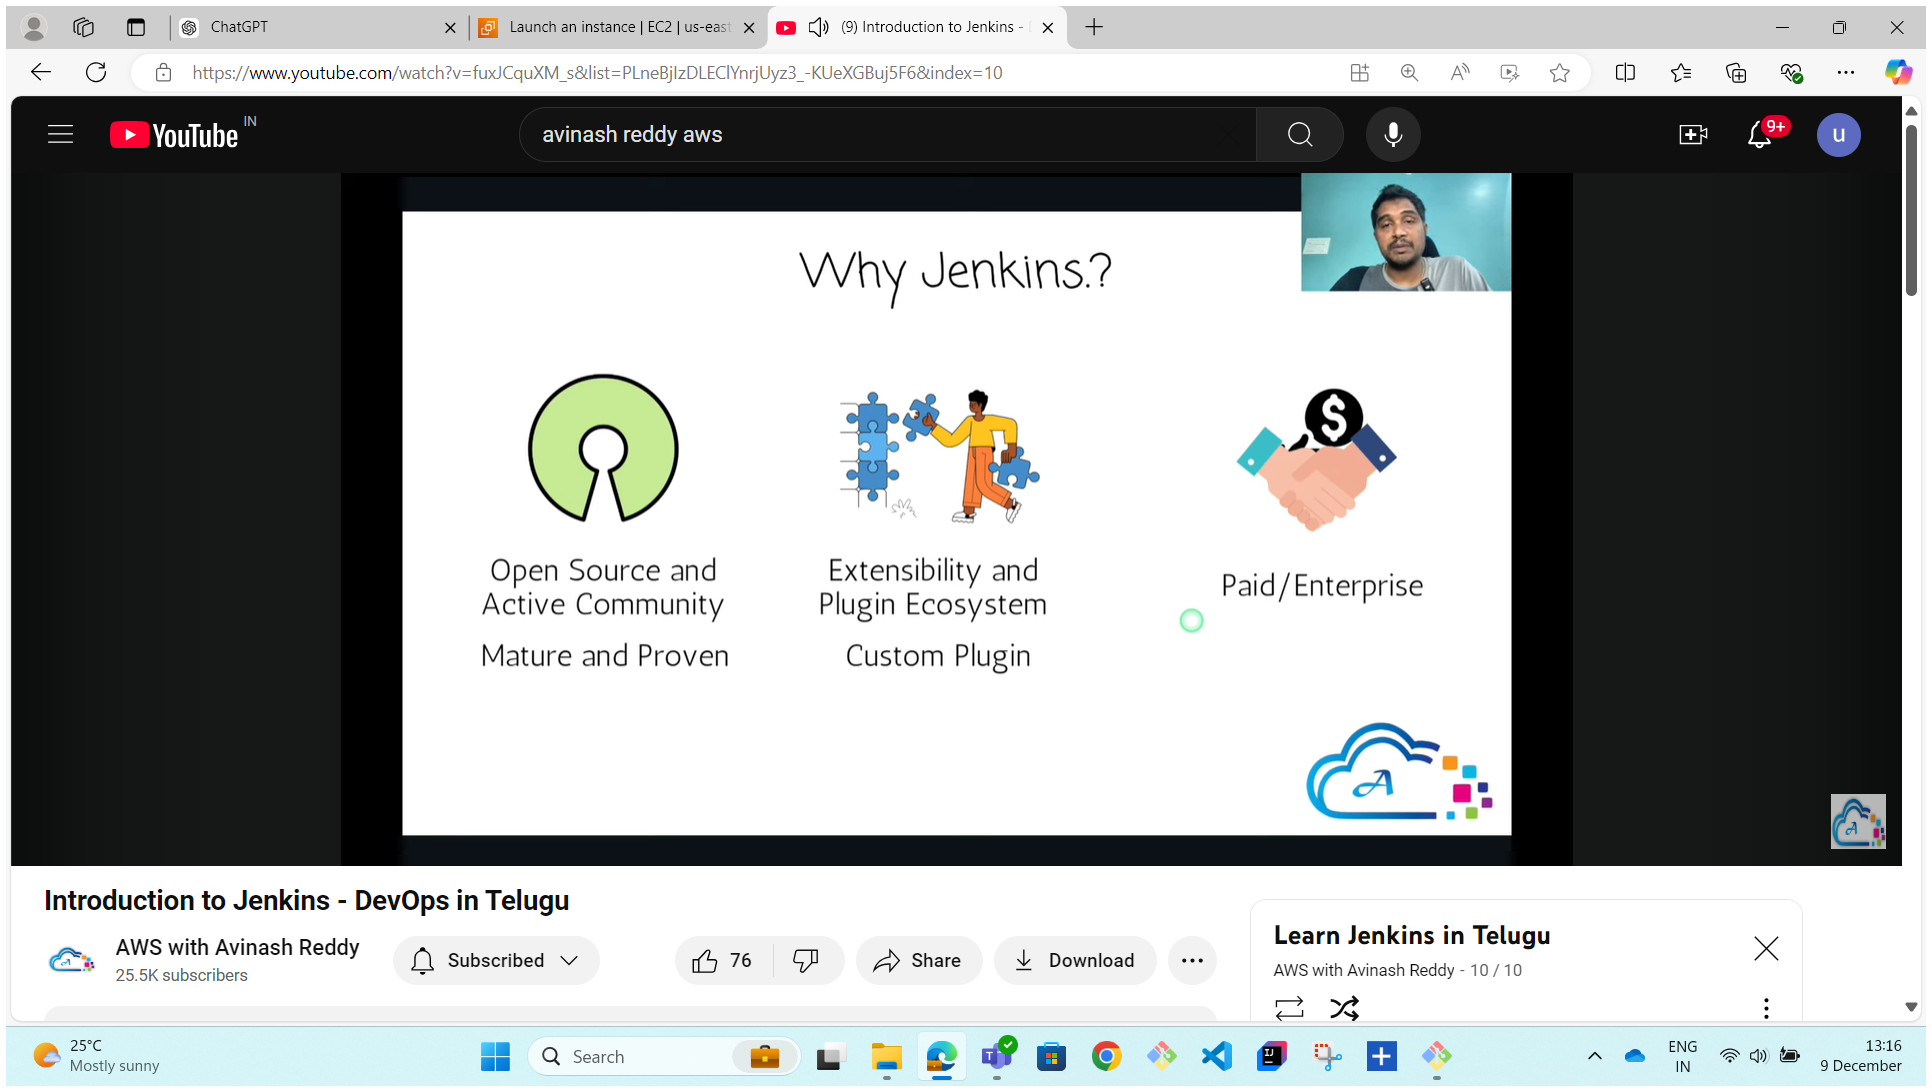 ChatGPT
Launch an instance | EC2 | us-east
(9) Introduction to Jenkins -
https://www.youtube.com/watch?v=fuxJCquXM_s&list=PLneBjIzDLEClYnrjUyz3_-KUeXGBuj5F6&index=10
YouTube IN
avinash reddy aws
9+
u
Why Jenkins.?
Open Source and
Active Community
Mature and Proven
Extensibility and
Plugin Ecosystem
Custom Plugin
$
Paid/Enterprise
A
A
Introduction to Jenkins - DevOps in Telugu
AWS with Avinash Reddy
25.5K subscribers
Subscribed
76
Share
Download
Learn Jenkins in Telugu
AWS with Avinash Reddy - 10 / 10
25°C
Mostly sunny
Search
ENG
IN
13:16
9 December